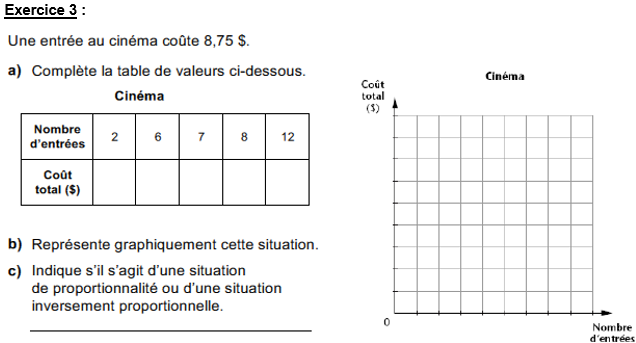 Exercice 3 :
Une entrée au cinéma coûte 8,75 $.
a) Complète la table de valeurs ci-dessous.
Cinéma
Nombre d'entrées 2 6 7 8 12
Coût total ($)
b) Représente graphiquement cette situation.
c) Indique s'il s'agit d'une situation
de proportionnalité ou d'une situation
inversement proportionnelle.
Cinéma
Coût
total
($)
0
Nombre
d'entrées